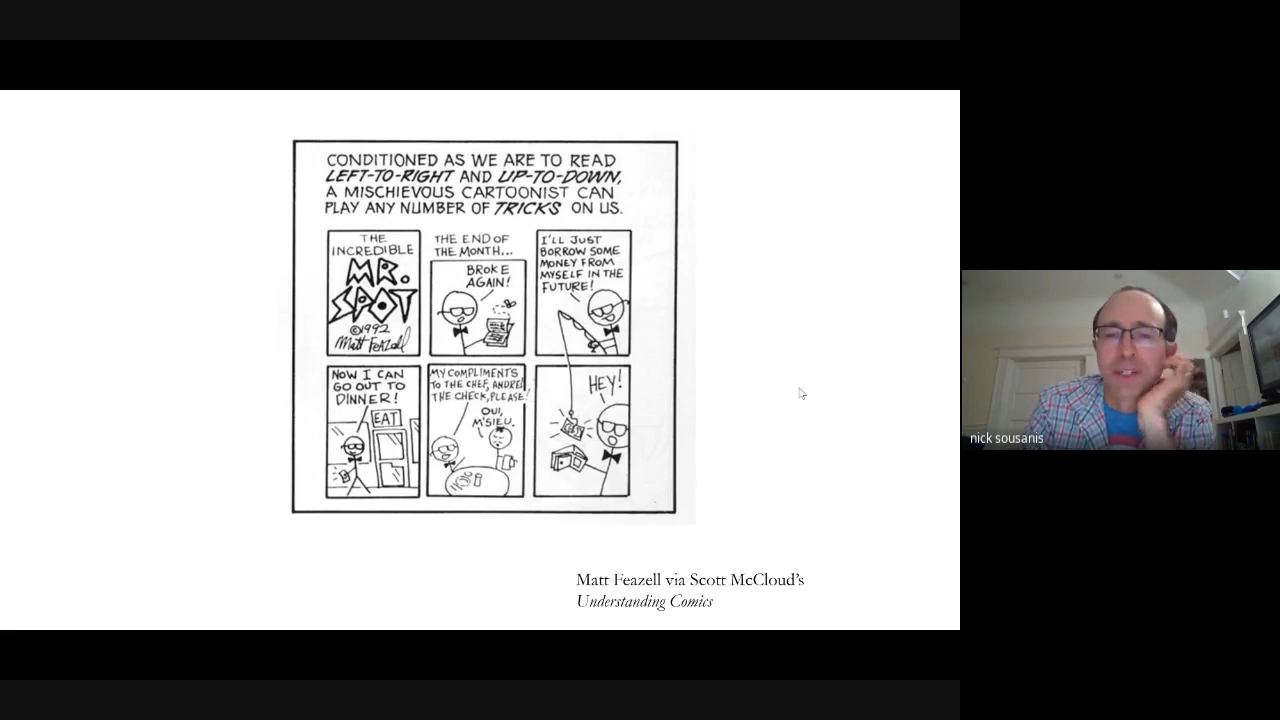 CONDITIONED AS WE ARE TO READ
LEFT-TO-RIGHT AND UP-TO-DOWN,
A MISCHIEVOUS CARTOONIST CAN
PLAY ANY NUMBER OF TRICKS ON US.
THE
INCREDIBLE
MR.
SPOT
©1992
Matt Feazell
THE END OF
THE MONTH...
BROKE
AGAIN!
I'LL JUST
BORROW SOME
MONEY FROM
MYSELF IN THE
FUTURE!
NOW I CAN
GO OUT TO
DINNER!
EAT
MY COMPLIMENTS
TO THE CHEF, ANDRE!
THE CHECK, PLEASE!
OUI,
M'SIEU.
HEY!
Matt Feazell via Scott McCloud's
Understanding Comics
nick sousanis